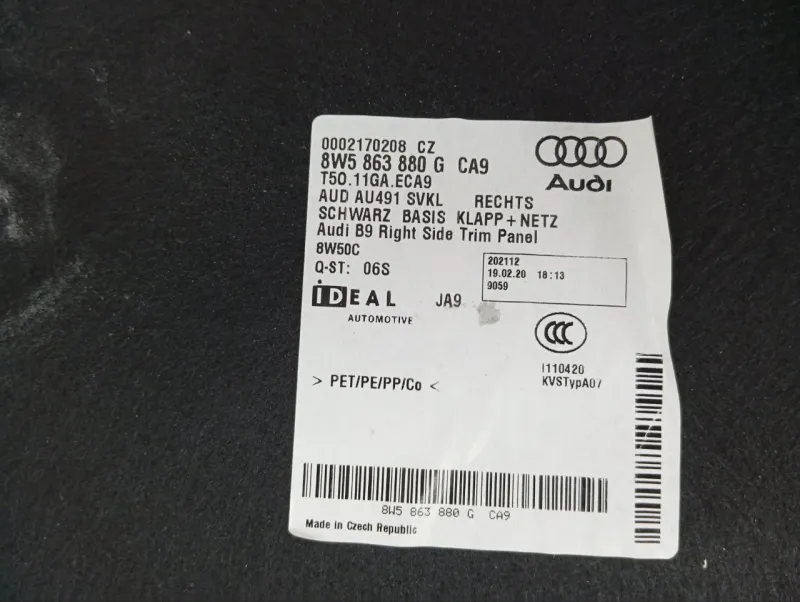 0002170208 CZ
8W5 863 880 G CA9
T50.11GA.ECA9
AUD AU491 SVKL RECHTS
SCHWARZ BASIS KLAPP+NETZ
Audi B9 Right Side Trim Panel
8W50C
Q-ST: 06S
Audi
202112
19.02.20 18:13
9059
IDEAL JA9
AUTOMOTIVE
CCC
I110420
KVSTypA07
> PET/PE/PP/Co <
8W5 863 880 G CA9
Made in Czech Republic